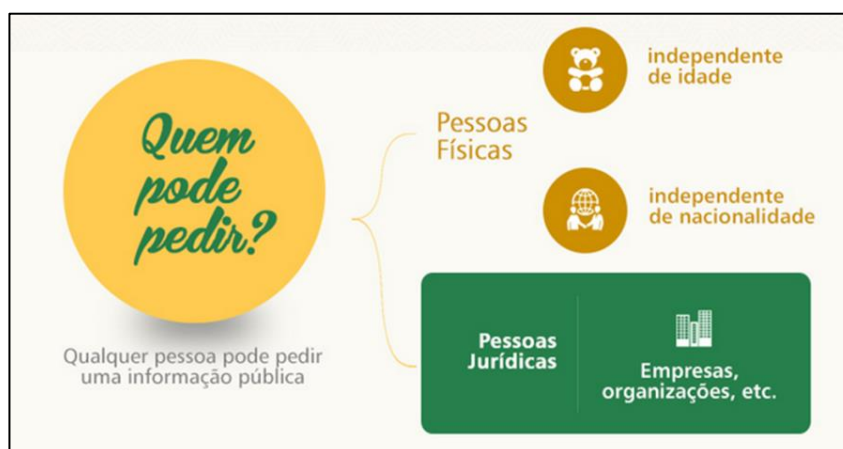 Quem
pode
pedir?
Qualquer pessoa pode pedir
uma informação pública
Pessoas
Físicas
independente
de idade
independente
de nacionalidade
Pessoas
Jurídicas
Empresas,
organizações, etc.